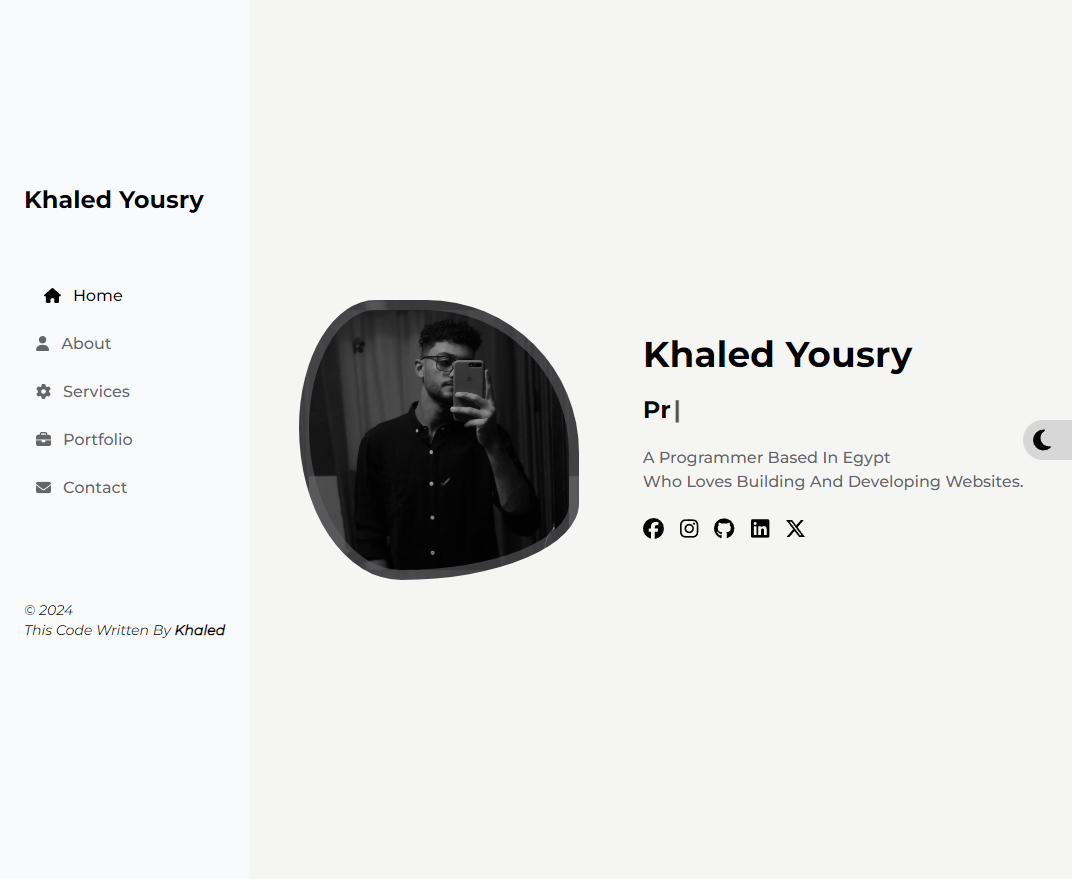 Khaled Yousry
Home
About
Services
Portfolio
Contact
© 2024
This Code Written By Khaled
Khaled Yousry
Pr|
A Programmer Based In Egypt
Who Loves Building And Developing Websites.